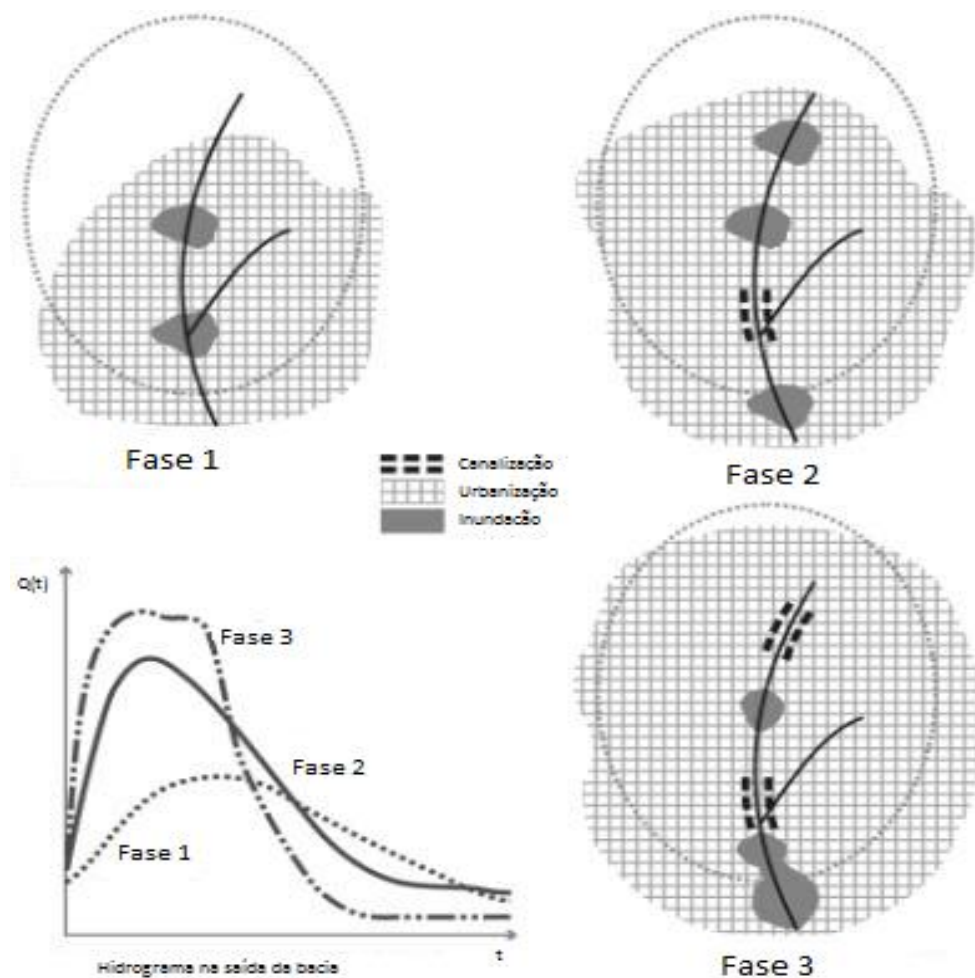 Fase 1
Fase 2
Canalização
Urbanização
Inundação
Q(t)
Fase 3
Fase 2
Fase 1
t
Hidrograma na saída da bacia
Fase 3